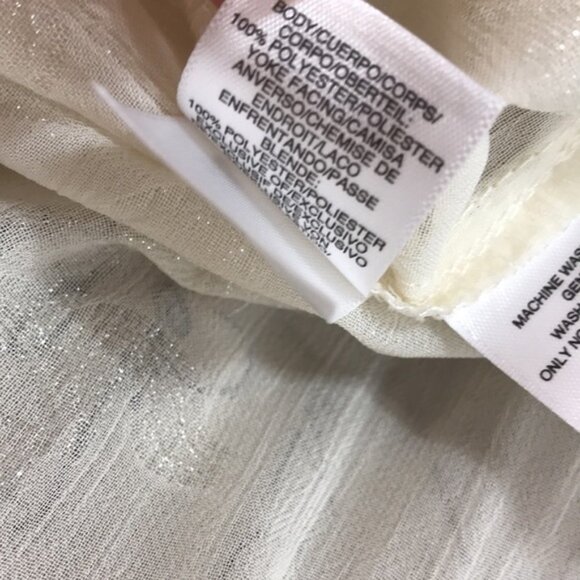 BODY/CUERPO/CORPS/
CORPO/OBERTEIL:
100% POLYESTER/POLIESTER
YOKE FACING/CAMISA
ANVERSO/CHEMISE DE
ENDROIT/LACO
ENFRENTANDO/PASSE
BLENDE:
100% POLYESTER/POLIESTER
MACHINE WAS
GEN
WASH
ONLY NO